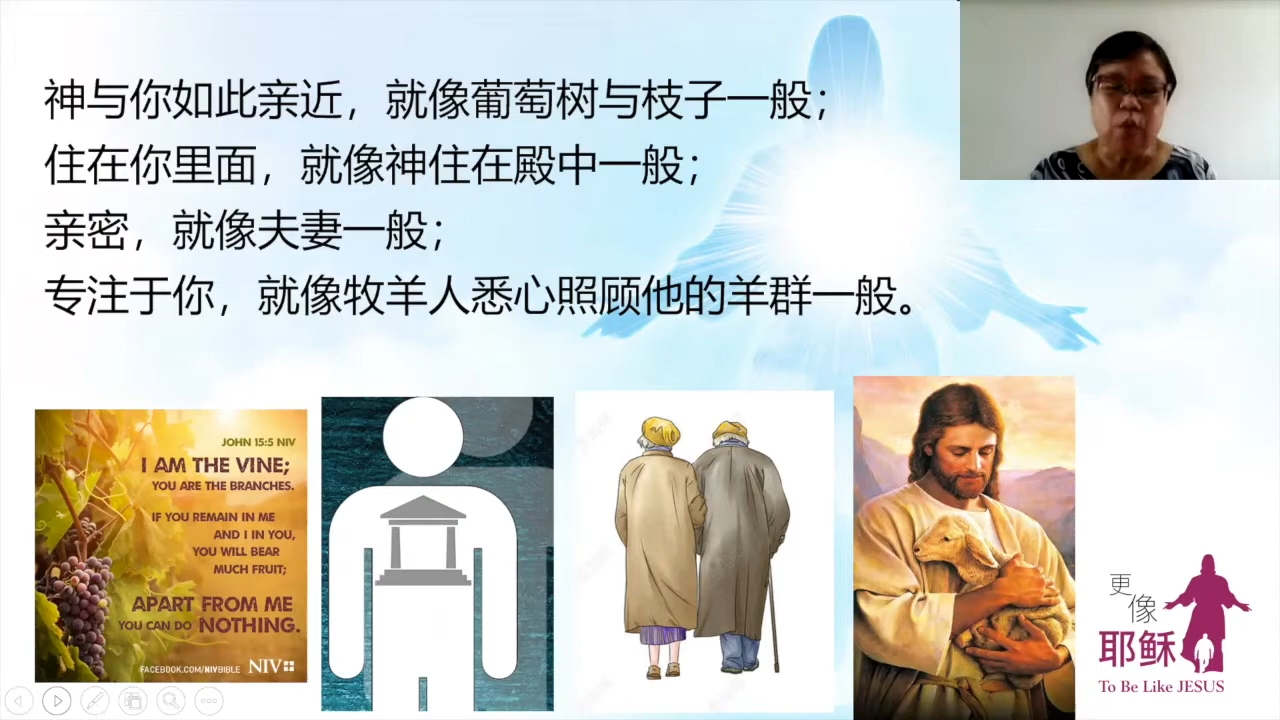 神与你如此亲近，就像葡萄树与枝子一般；
住在你里面，就像神住在殿中一般；
亲密，就像夫妻一般；
专注于你，就像牧羊人悉心照顾他的羊群一般。
JOHN 15:5 NIV
I AM THE VINE;
YOU ARE THE BRANCHES.
IF YOU REMAIN IN ME
AND I IN YOU,
YOU WILL BEAR
MUCH FRUIT;
APART FROM ME
YOU CAN DO NOTHING.
FACEBOOK.COM/NIVBIBLE NIV
更
像
耶稣
To Be Like JESUS